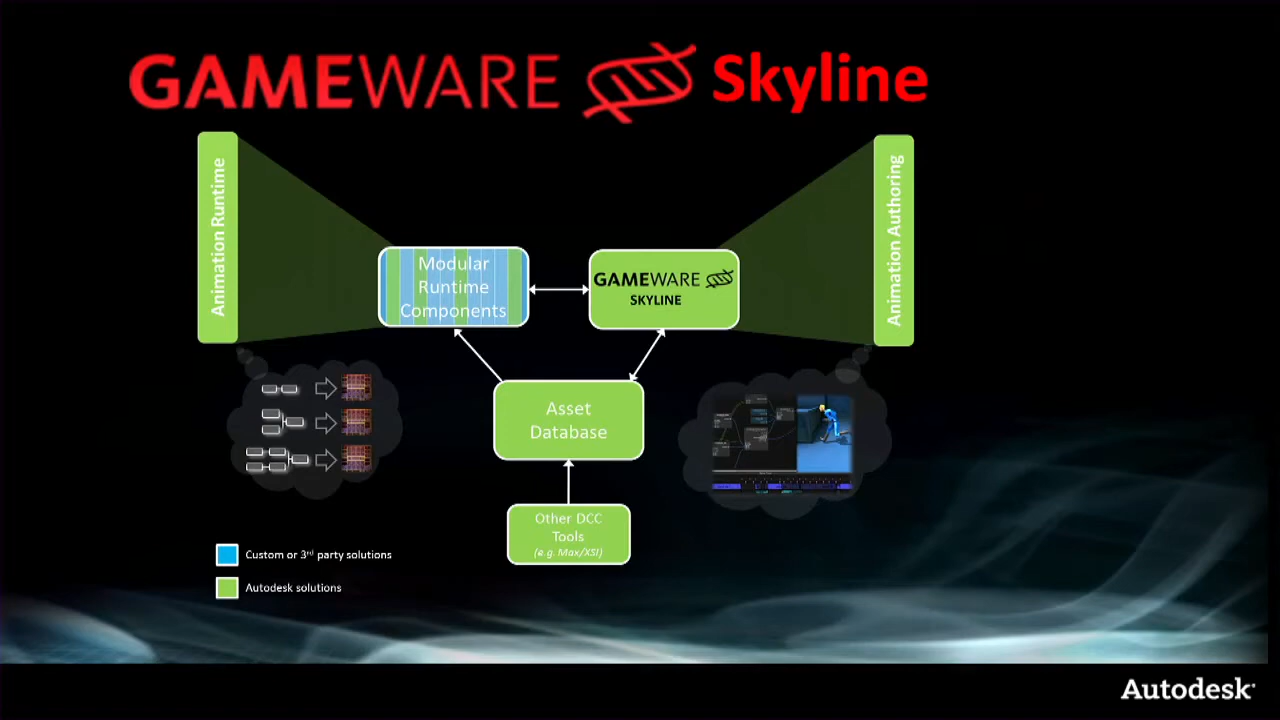 GAMEWARE Skyline
Animation Runtime
Animation Authoring
Modular
Runtime
Components
GAMEWARE
SKYLINE
Asset
Database
Other DCC
Tools
(e.g. Max/XSI)
Custom or 3rd party solutions
Autodesk solutions
Autodesk